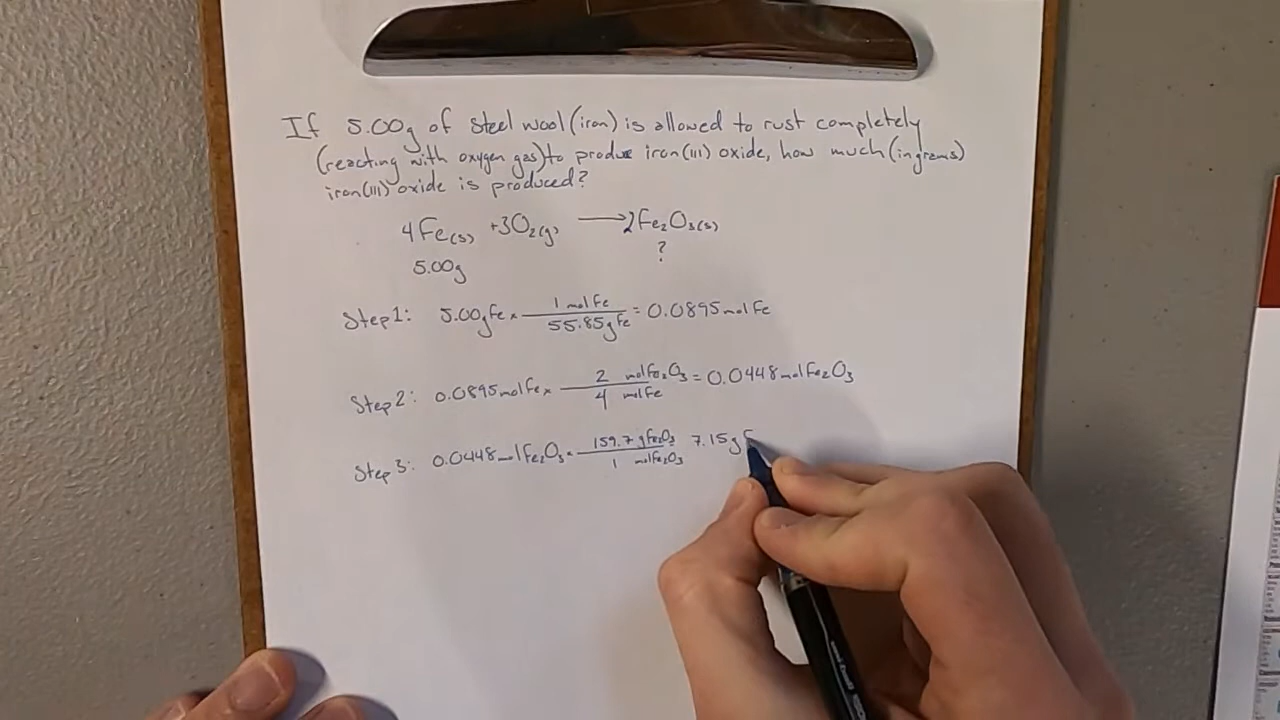 If 5.00g of steel wool (iron) is allowed to rust completely
(reacting with oxygen gas) to produce iron(III) oxide, how much (in grams)
iron(III) oxide is produced?
4Fe(s) + 3O2(g) → 2Fe2O3(s)
5.00g ?
Step 1: 5.00g Fe × 1 mol Fe / 55.85g Fe = 0.0895 mol Fe
Step 2: 0.0895 mol Fe × 2 mol Fe2O3 / 4 mol Fe = 0.0448 mol Fe2O3
Step 3: 0.0448 mol Fe2O3 × 159.7 g Fe2O3 / 1 mol Fe2O3 7.15g F